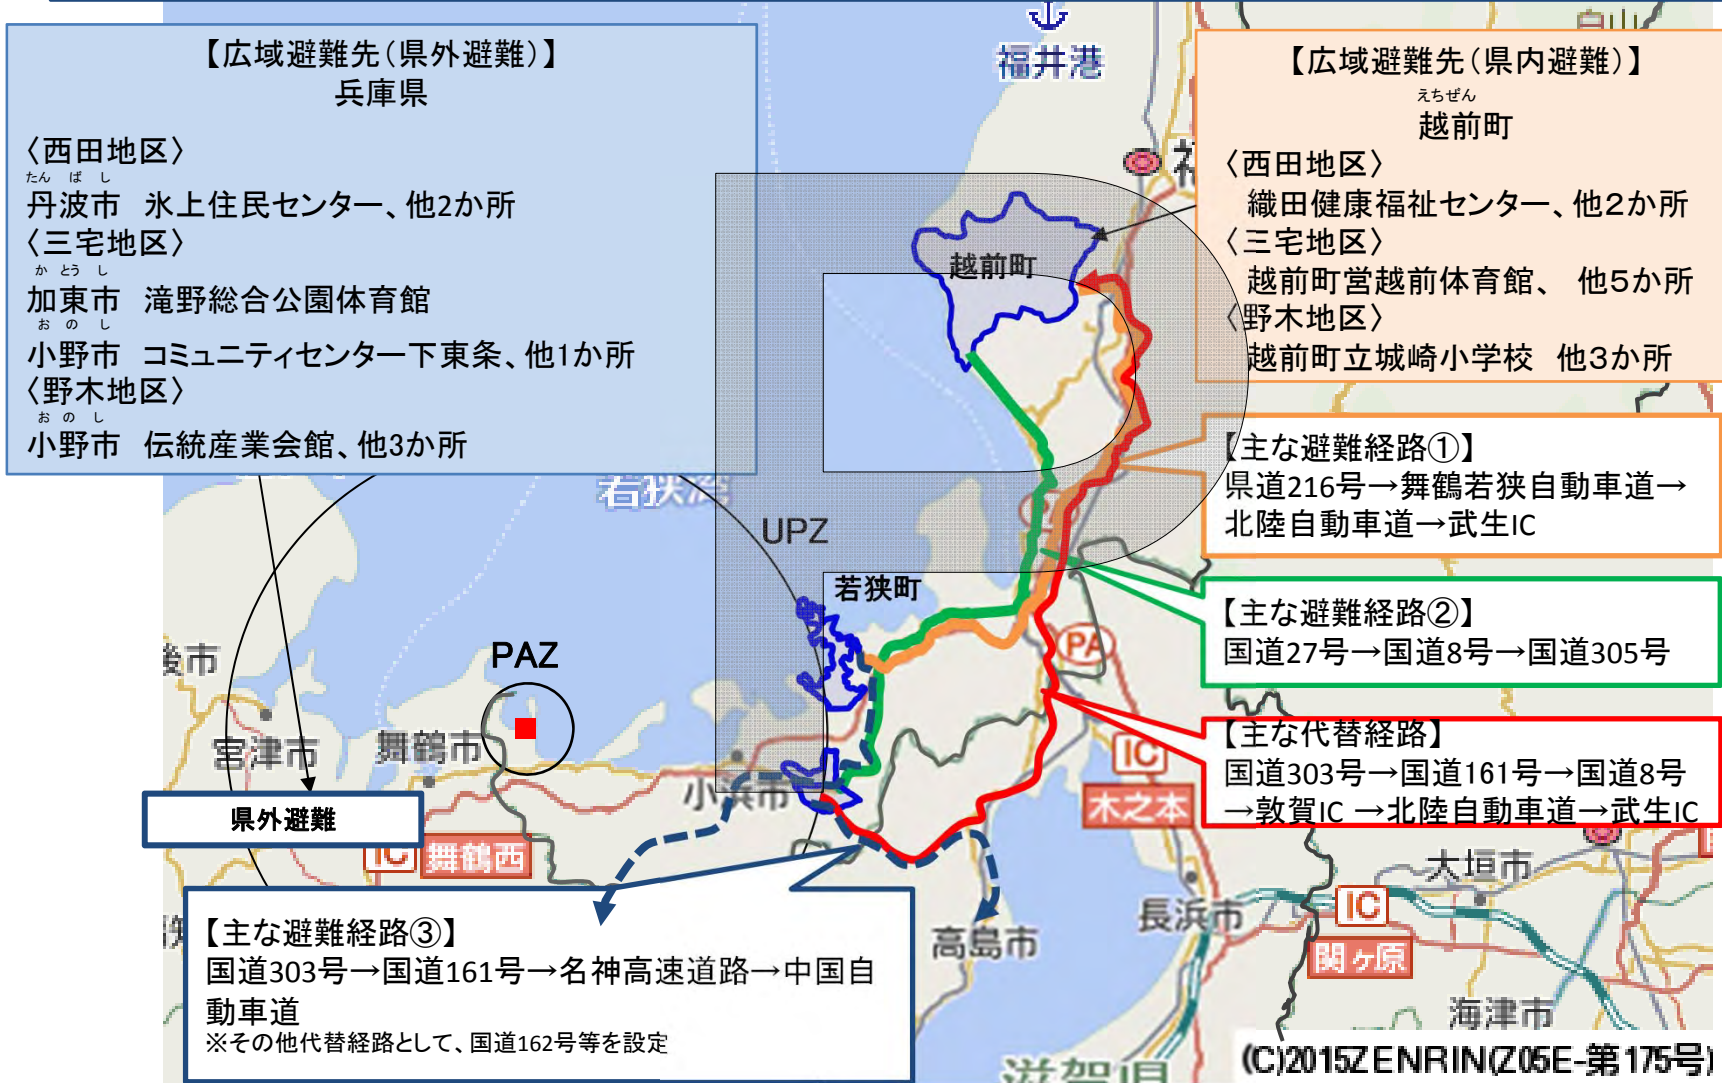 【広域避難先(県外避難)】
兵庫県
〈西田地区〉
たん ば し
丹波市 氷上住民センター、他2か所
〈三宅地区〉
か とう し
加東市 滝野総合公園体育館
お の し
小野市 コミュニティセンター下東条、他1か所
〈野木地区〉
お の し
小野市 伝統産業会館、他3か所
福井港
白山
【広域避難先(県内避難)】
えちぜん
越前町
〈西田地区〉
織田健康福祉センター、他2か所
〈三宅地区〉
越前町営越前体育館、 他5か所
〈野木地区〉
越前町立城崎小学校 他3か所
越前町
【主な避難経路①】
県道216号→舞鶴若狭自動車道→
北陸自動車道→武生IC
若狭湾
UPZ
若狭町
【主な避難経路②】
国道27号→国道8号→国道305号
PA
PAZ
後市
宮津市
舞鶴市
小浜市
IC
木之本
【主な代替経路】
国道303号→国道161号→国道8号
→敦賀IC →北陸自動車道→武生IC
県外避難
IC
舞鶴西
大垣市
長浜市
IC
関ヶ原
高島市
【主な避難経路③】
国道303号→国道161号→名神高速道路→中国自
動車道
※その他代替経路として、国道162号等を設定
海津市
滋賀県
(C)2015ZENRIN(Z05E-第175号)